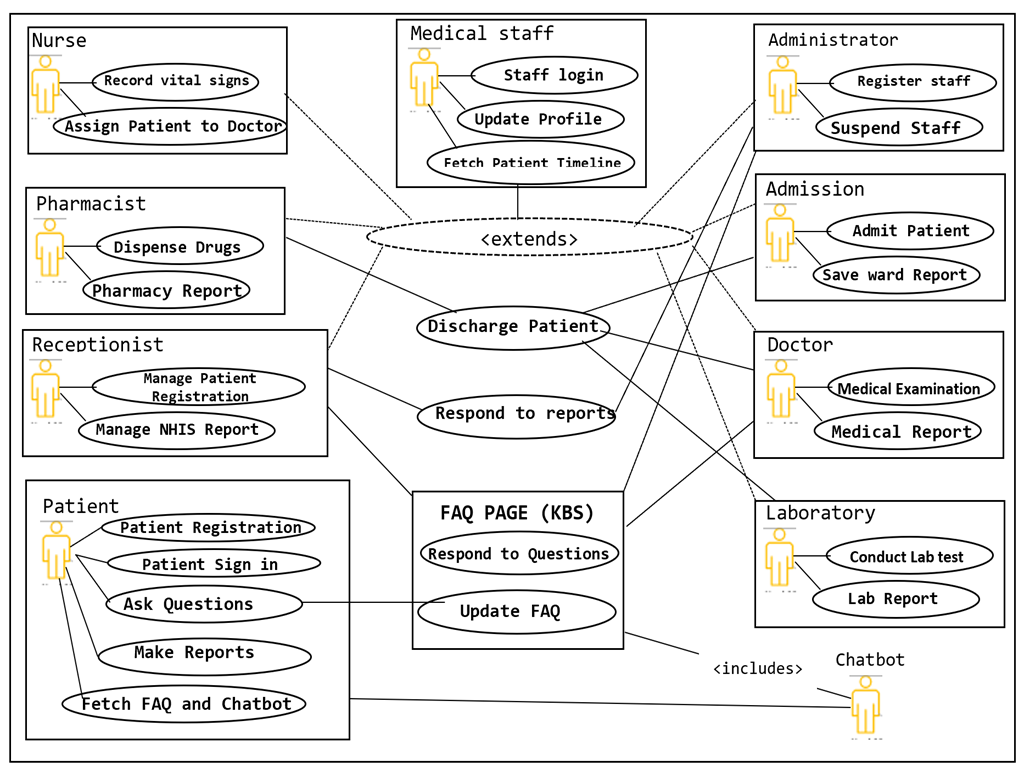 Nurse
Record vital signs
Assign Patient to Doctor
Medical staff
Staff login
Update Profile
Fetch Patient Timeline
Administrator
Register staff
Suspend Staff
Pharmacist
Dispense Drugs
Pharmacy Report
<extends>
Admission
Admit Patient
Save ward Report
Discharge Patient
Receptionist
Manage Patient
Registration
Manage NHIS Report
Respond to reports
Doctor
Medical Examination
Medical Report
Patient
Patient Registration
Patient Sign in
Ask Questions
Make Reports
Fetch FAQ and Chatbot
FAQ PAGE (KBS)
Respond to Questions
Update FAQ
Laboratory
Conduct Lab test
Lab Report
<includes>
Chatbot